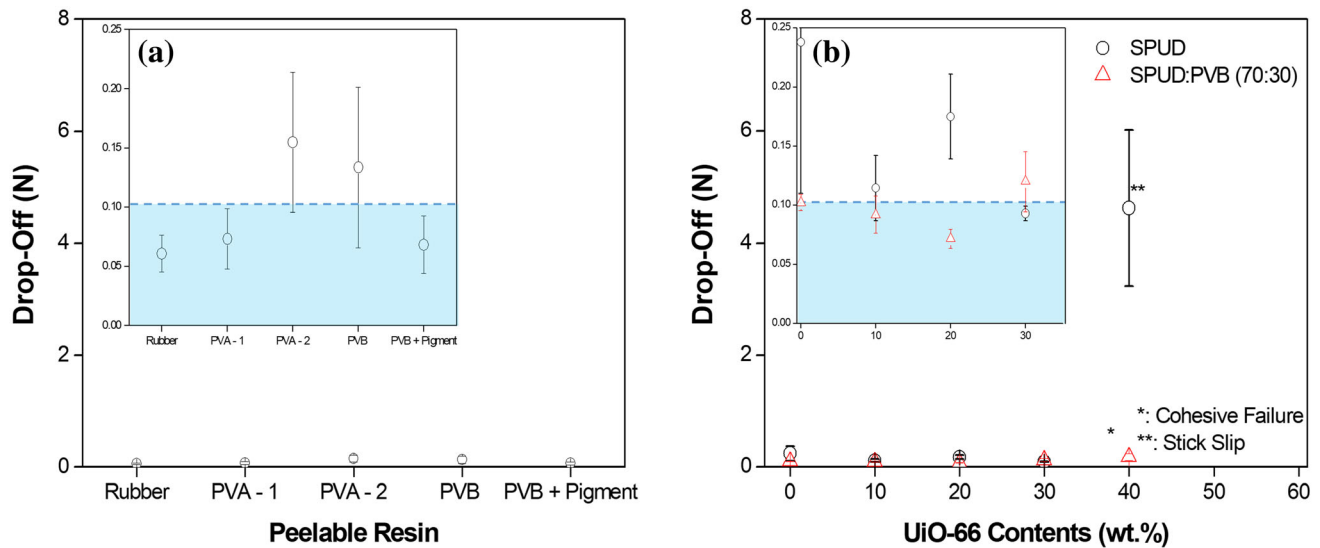 (a)
Drop-Off (N)
8
6
4
2
0
0.25
0.20
0.15
0.10
0.05
0.00
Rubber
PVA - 1
PVA - 2
PVB
PVB + Pigment
Rubber
PVA - 1
PVA - 2
PVB
PVB + Pigment
Peelable Resin
(b)
Drop-Off (N)
8
6
4
2
0
0.25
0.20
0.15
0.10
0.05
0.00
0
10
20
30
SPUD
SPUD:PVB (70:30)
**
*: Cohesive Failure
*
**: Stick Slip
0
10
20
30
40
50
60
UiO-66 Contents (wt.%)